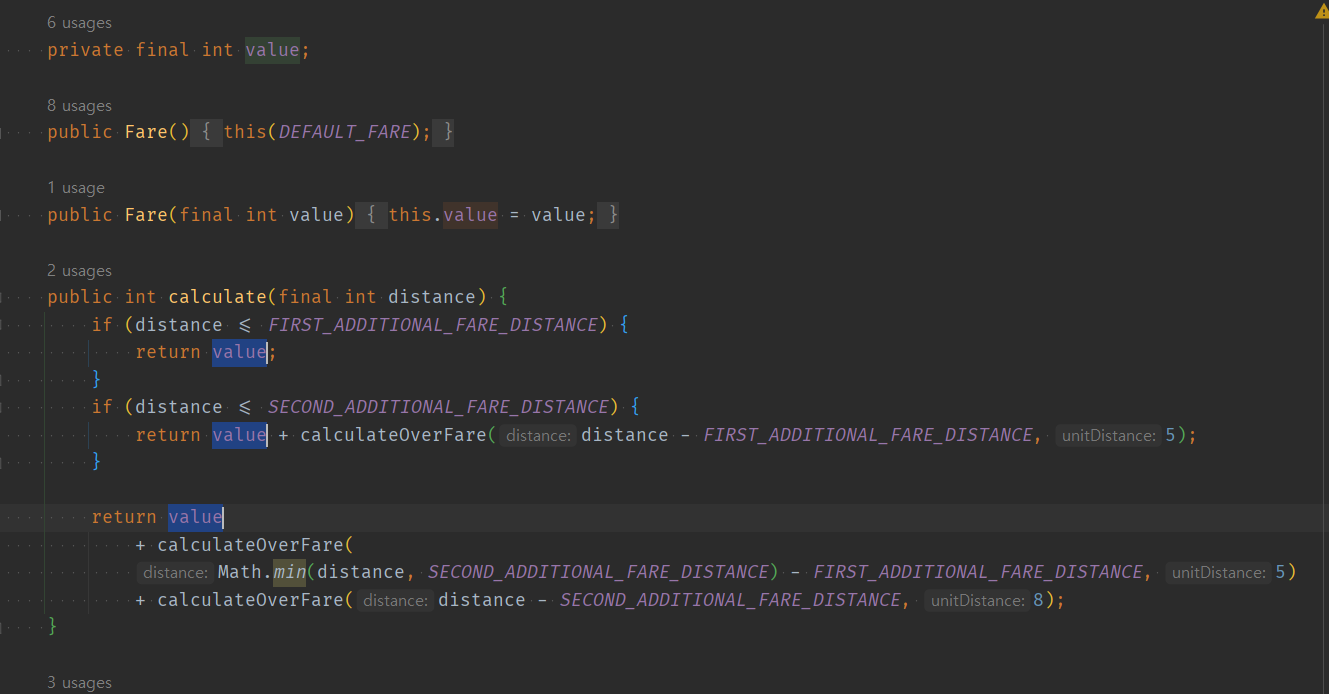 6 usages
private final int value;
8 usages
public Fare() { this(DEFAULT_FARE); }
1 usage
public Fare(final int value) { this.value = value; }
2 usages
public int calculate(final int distance) {
if (distance ≤ FIRST_ADDITIONAL_FARE_DISTANCE) {
return value;
}
if (distance ≤ SECOND_ADDITIONAL_FARE_DISTANCE) {
return value + calculateOverFare( distance: distance - FIRST_ADDITIONAL_FARE_DISTANCE, unitDistance: 5);
}
return value
+ calculateOverFare(
distance: Math.min(distance, SECOND_ADDITIONAL_FARE_DISTANCE) - FIRST_ADDITIONAL_FARE_DISTANCE, unitDistance: 5)
+ calculateOverFare( distance: distance - SECOND_ADDITIONAL_FARE_DISTANCE, unitDistance: 8);
}
3 usages